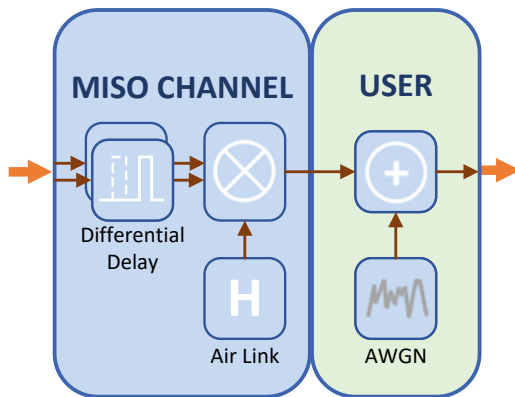 MISO CHANNEL
USER
Differential
Delay
H
Air Link
AWGN